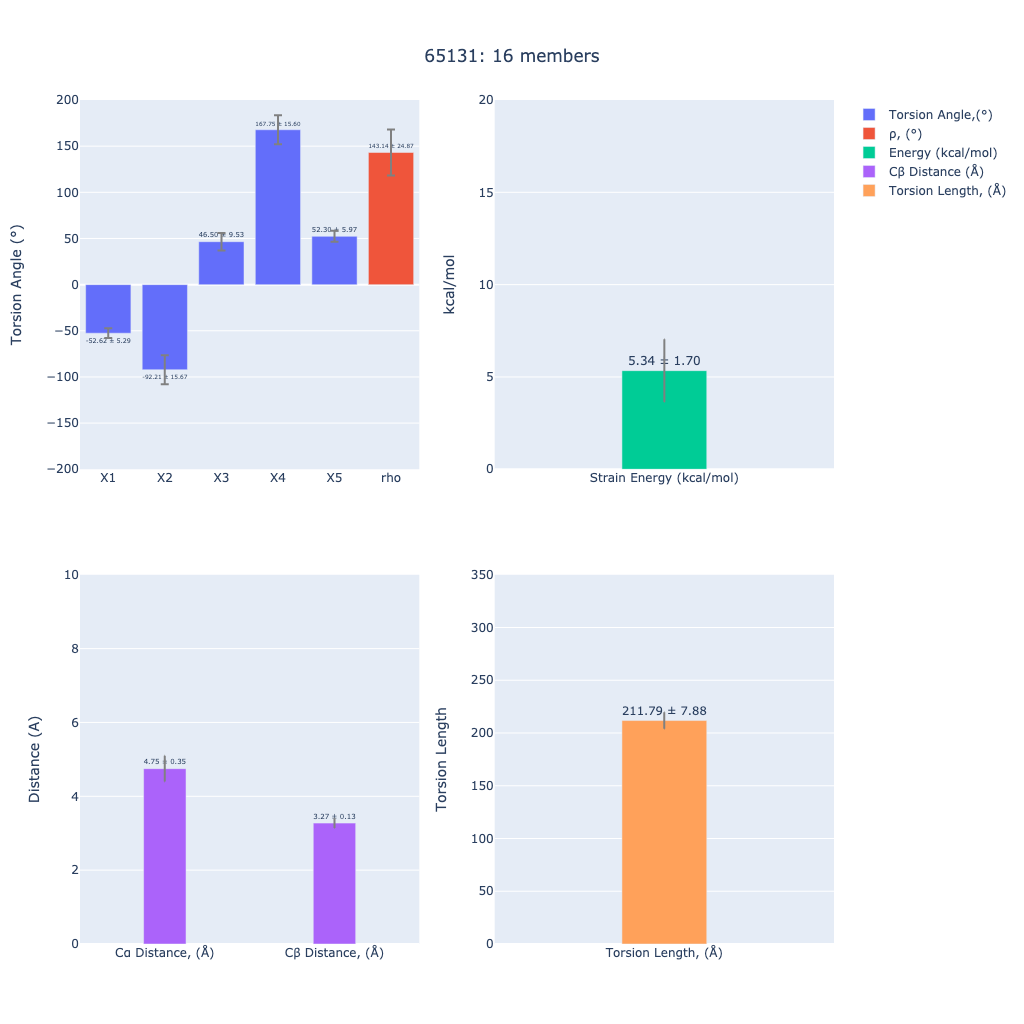 65131: 16 members
200
150
100
50
0
−50
−100
−150
−200
Torsion Angle (°)
-52.62 ± 5.29
-92.21 ± 15.67
46.50 ± 9.53
167.75 ± 15.60
52.30 ± 5.97
143.14 ± 24.87
X1 X2 X3 X4 X5 rho
20
15
10
5
0
kcal/mol
5.34 ± 1.70
Strain Energy (kcal/mol)
Torsion Angle,(°)
ρ, (°)
Energy (kcal/mol)
Cβ Distance (Å)
Torsion Length, (Å)
10
8
6
4
2
0
Distance (A)
4.75 ± 0.35
3.27 ± 0.13
Cα Distance, (Å) Cβ Distance, (Å)
350
300
250
200
150
100
50
0
Torsion Length
211.79 ± 7.88
Torsion Length, (Å)